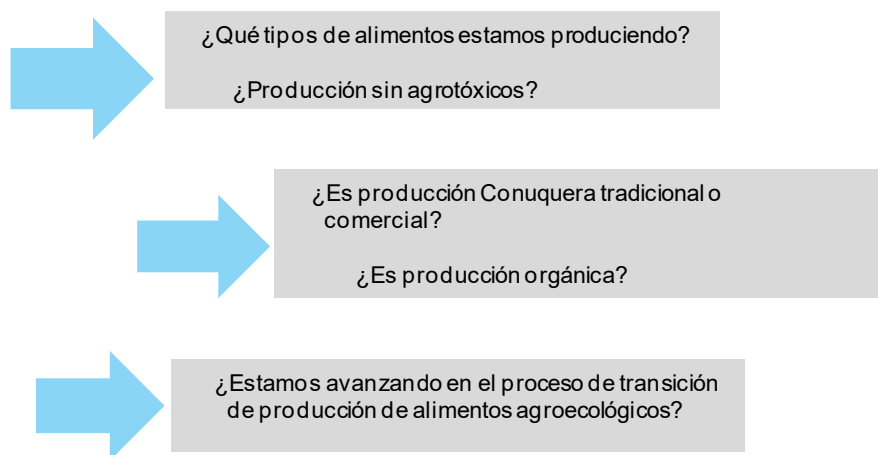 ¿Qué tipos de alimentos estamos produciendo?
¿Producción sin agrotóxicos?
¿Es producción Conuquera tradicional o
comercial?
¿Es producción orgánica?
¿Estamos avanzando en el proceso de transición
de producción de alimentos agroecológicos?